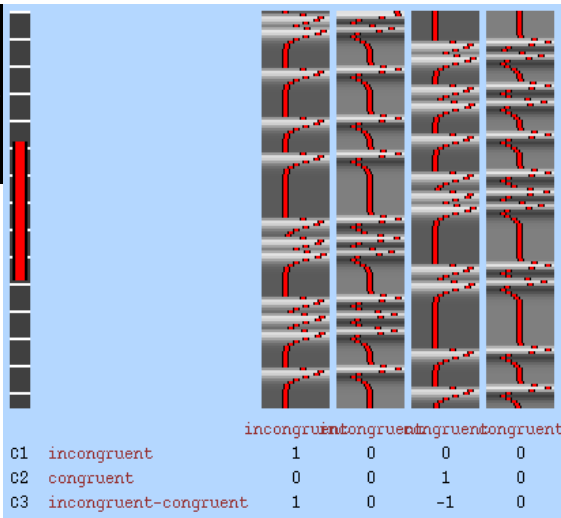 incongruent incongruent congruent congruent
C1 incongruent 1 0 0 0
C2 congruent 0 0 1 0
C3 incongruent-congruent 1 0 -1 0